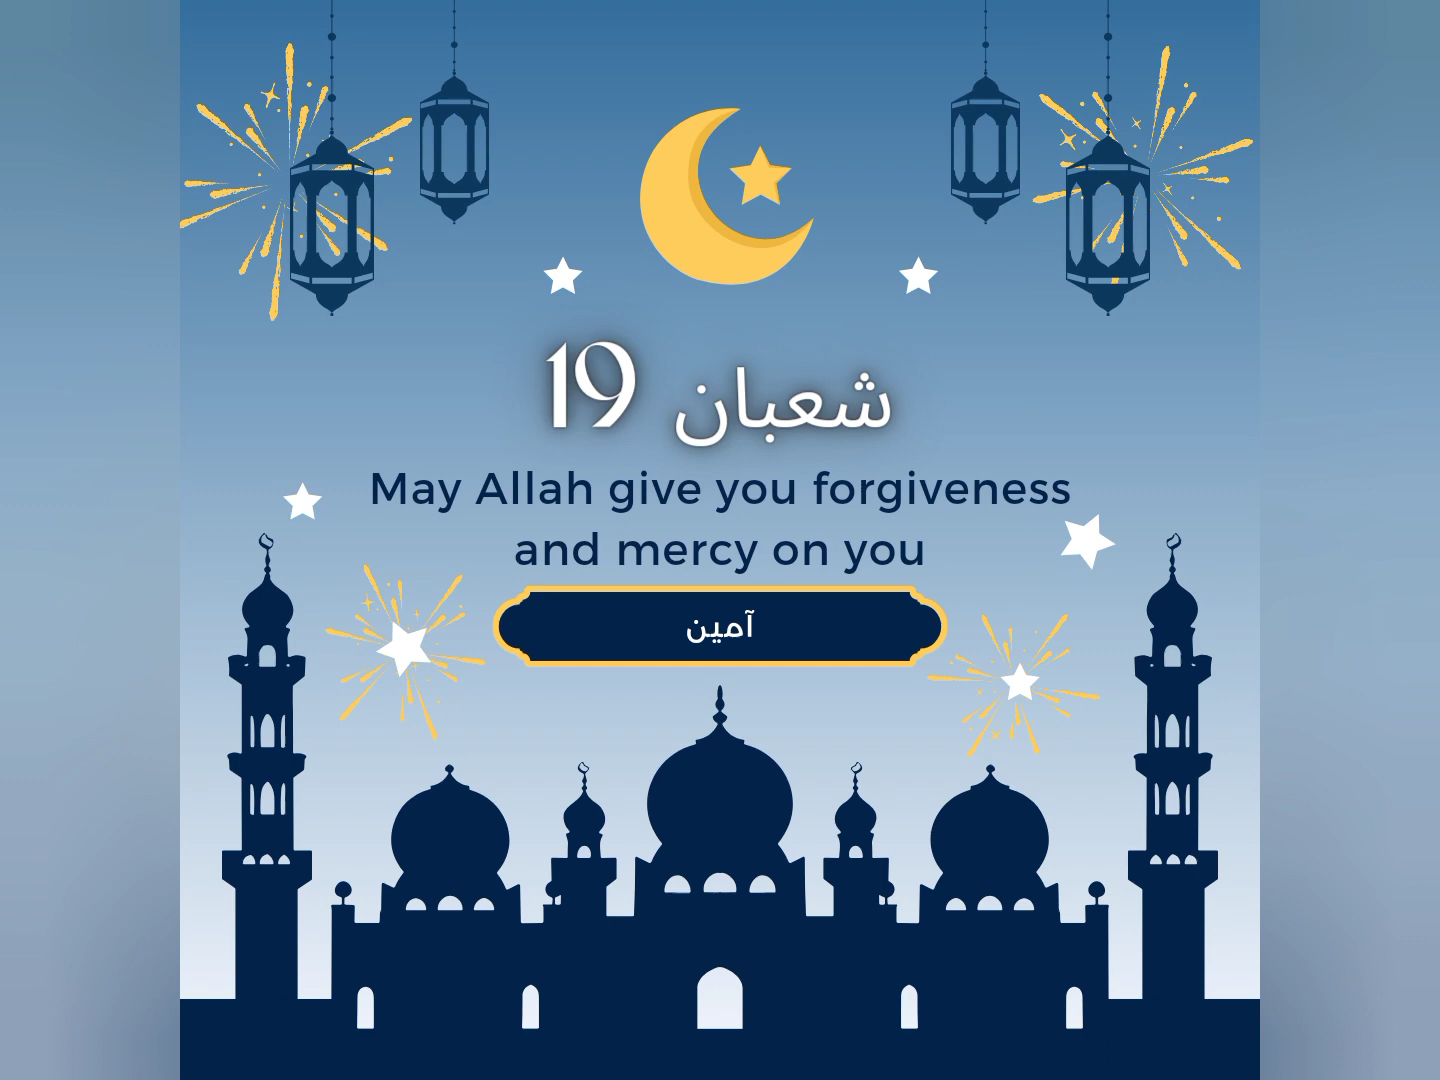 19 شعبان
May Allah give you forgiveness
and mercy on you
آمين